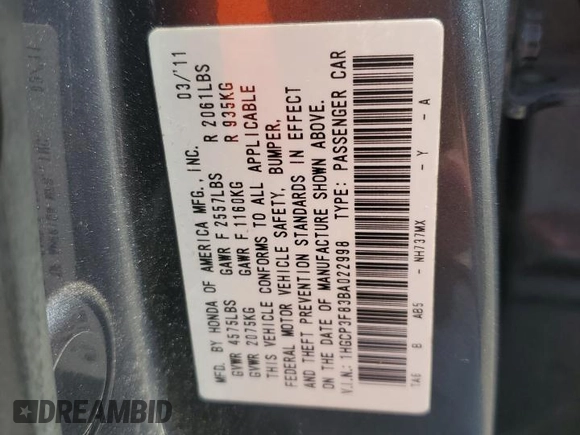 MFD. BY HONDA OF AMERICA MFG., INC. 03/'11
GVWR 4575LBS GAWR F 2557LBS R 2061LBS
GVWR 2075KG GAWR F 1160KG R 935KG
THIS VEHICLE CONFORMS TO ALL APPLICABLE
FEDERAL MOTOR VEHICLE SAFETY, BUMPER,
AND THEFT PREVENTION STANDARDS IN EFFECT
ON THE DATE OF MANUFACTURE SHOWN ABOVE.
V.I.N.: 1HGCP3F83BA022998 TYPE: PASSENGER CAR
TA6 B AB5 - NH737MX - Y - A
DREAMBID